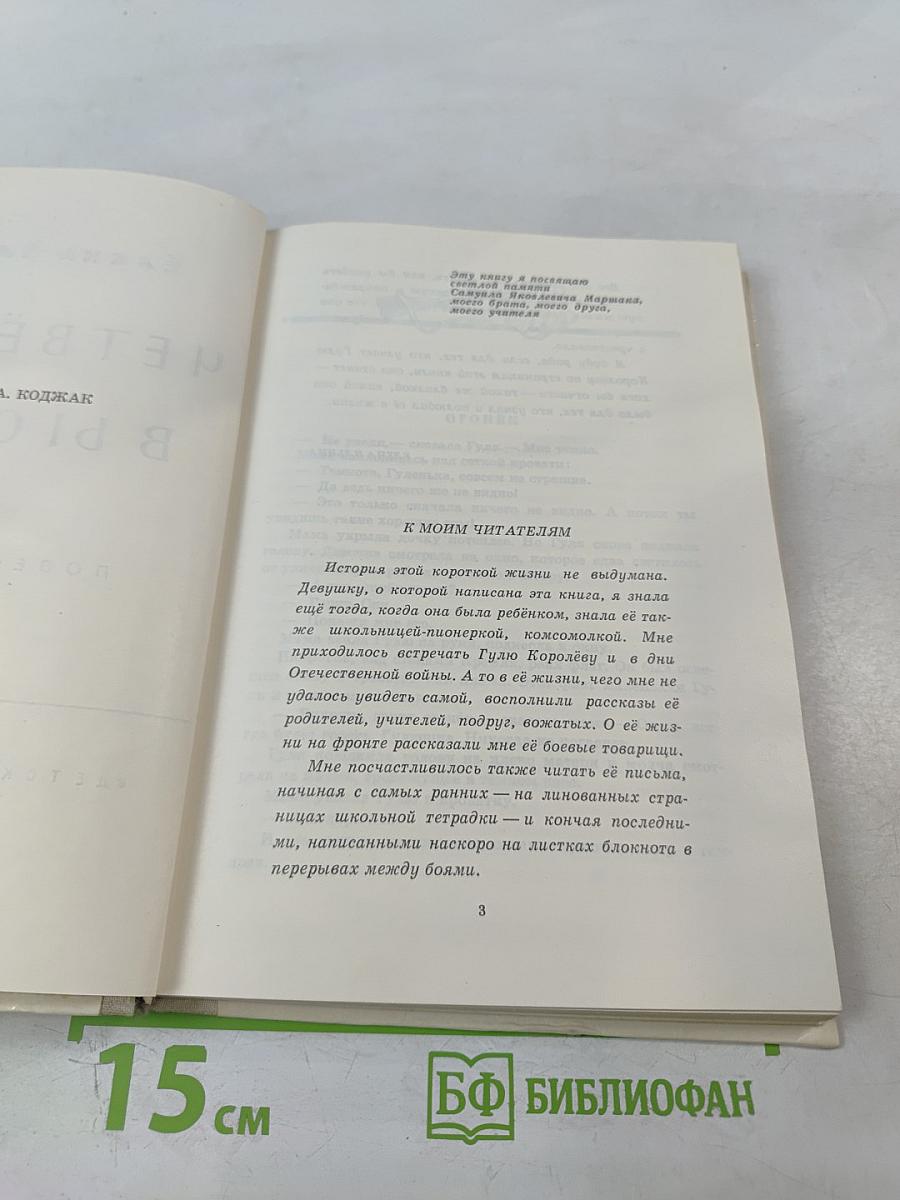 А. КОДЖАК
Эту книгу я посвящаю
светлой памяти
Самуила Яковлевича Маршака,
моего брата, моего друга,
моего учителя
К МОИМ ЧИТАТЕЛЯМ
История этой короткой жизни не выдумана.
Девушку, о которой написана эта книга, я знала
ещё тогда, когда она была ребёнком, знала её так-
же школьницей-пионеркой, комсомолкой. Мне
приходилось встречать Гулю Королёву и в дни
Отечественной войны. А то в её жизни, чего мне не
удалось увидеть самой, восполнили рассказы её
родителей, учителей, подруг, вожатых. О её жиз-
ни на фронте рассказали мне её боевые товарищи.
Мне посчастливилось также читать её письма,
начиная с самых ранних — на линованных стра-
ницах школьной тетрадки — и кончая последни-
ми, написанными наскоро на листках блокнота в
перерывах между боями.
3
15 см
БФ БИБЛИОФАН